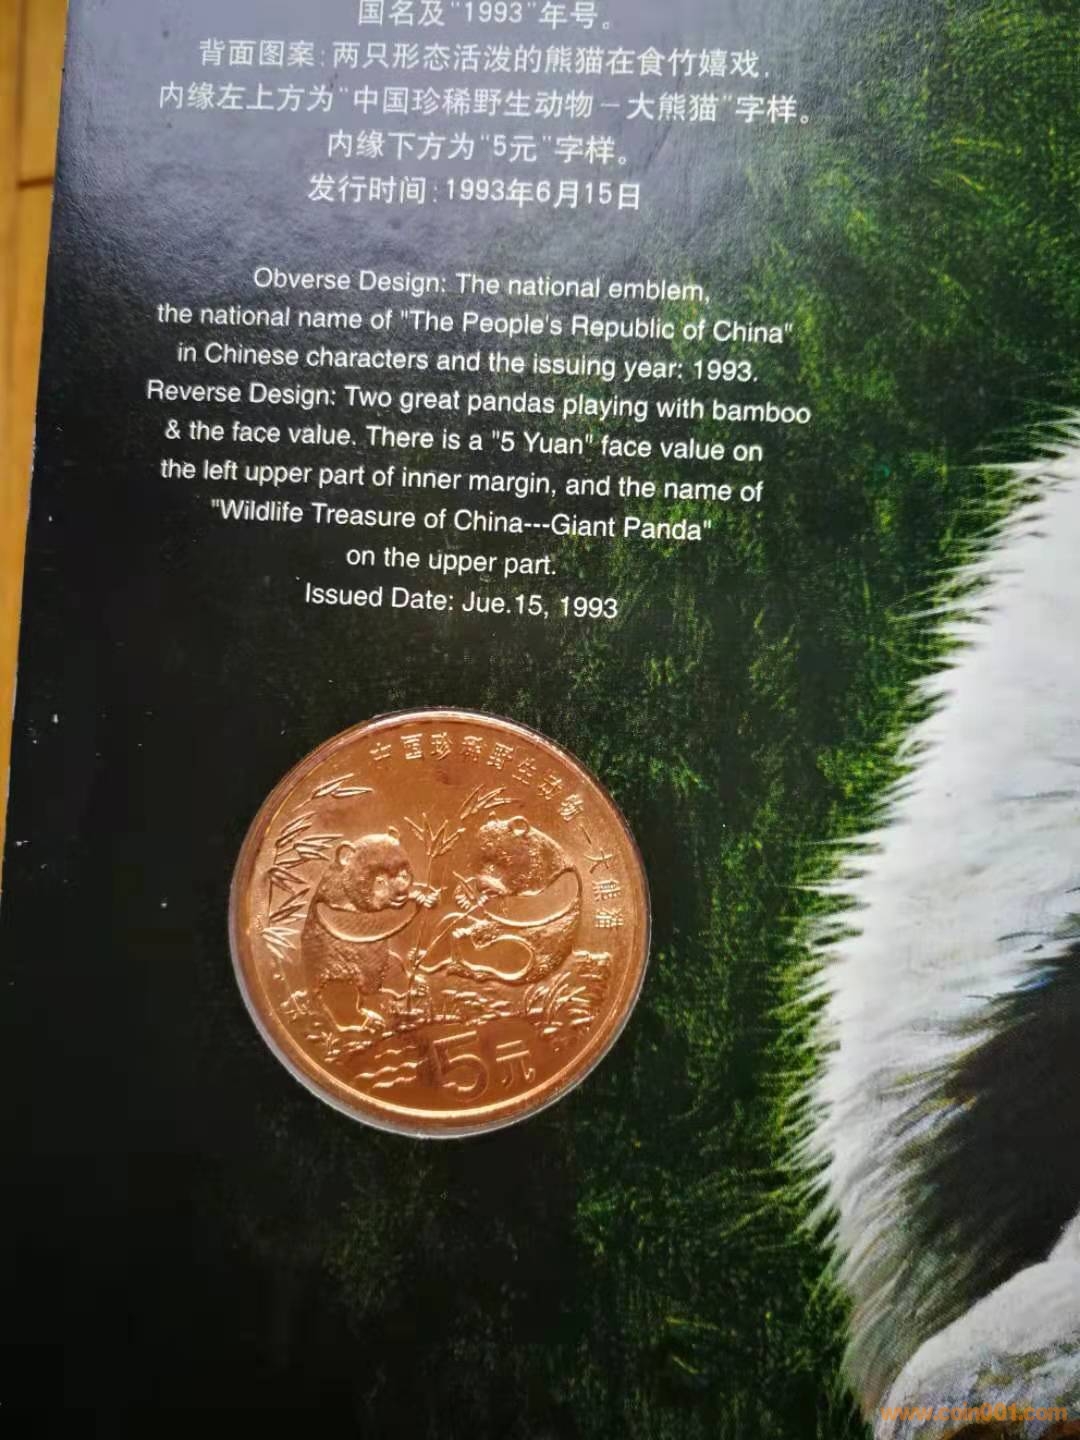 国名及“1993”年号。
背面图案:两只形态活泼的熊猫在食竹嬉戏,
内缘左上方为“中国珍稀野生动物－大熊猫”字样。
内缘下方为“5元”字样。
发行时间:1993年6月15日
Obverse Design: The national emblem,
the national name of "The People's Republic of China"
in Chinese characters and the issuing year: 1993.
Reverse Design: Two great pandas playing with bamboo
& the face value. There is a "5 Yuan" face value on
the left upper part of inner margin, and the name of
"Wildlife Treasure of China---Giant Panda"
on the upper part.
Issued Date: Jue.15, 1993
中国珍稀野生动物—大熊猫
5元
www.coin001.com